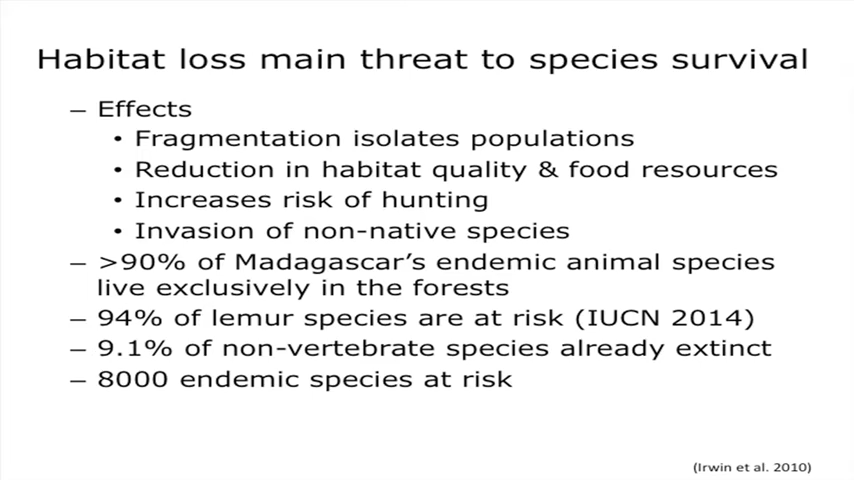 Habitat loss main threat to species survival
– Effects
• Fragmentation isolates populations
• Reduction in habitat quality & food resources
• Increases risk of hunting
• Invasion of non-native species
– >90% of Madagascar's endemic animal species
live exclusively in the forests
– 94% of lemur species are at risk (IUCN 2014)
– 9.1% of non-vertebrate species already extinct
– 8000 endemic species at risk
(Irwin et al. 2010)